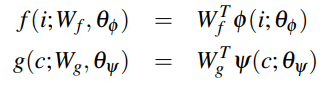 f(i;W_f,θ_ϕ) = W_f^T ϕ(i;θ_ϕ)
g(c;W_g,θ_ψ) = W_g^T ψ(c;θ_ψ)